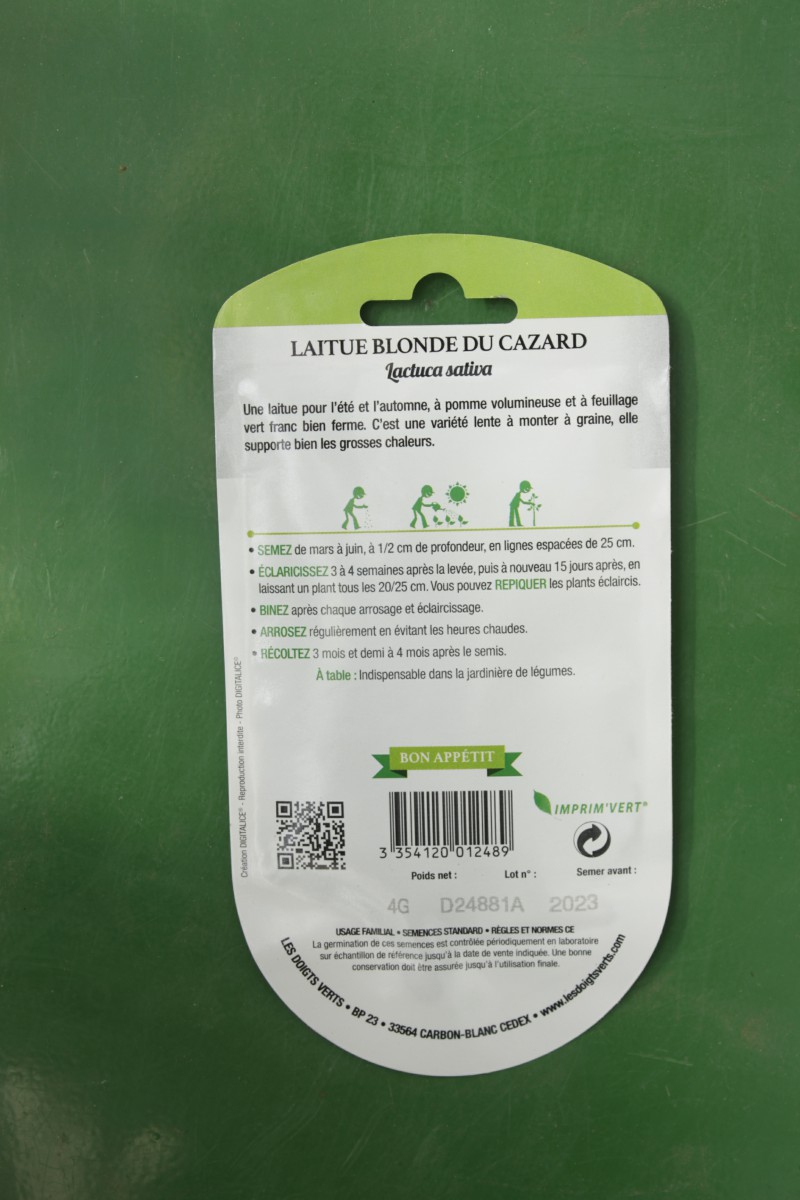 LAITUE BLONDE DU CAZARD
Lactuca sativa
Une laitue pour l'été et l'automne, à pomme volumineuse et à feuillage
vert franc bien ferme. C'est une variété lente à monter à graine, elle
supporte bien les grosses chaleurs.
• SEMEZ de mars à juin, à 1/2 cm de profondeur, en lignes espacées de 25 cm.
• ÉCLARICISSEZ 3 à 4 semaines après la levée, puis à nouveau 15 jours après, en
laissant un plant tous les 20/25 cm. Vous pouvez REPIQUER les plants éclaircis.
• BINEZ après chaque arrosage et éclaircissage.
• ARROSEZ régulièrement en évitant les heures chaudes.
• RÉCOLTEZ 3 mois et demi à 4 mois après le semis.
À table : Indispensable dans la jardinière de légumes.
Création DIGITALICE® - Reproduction interdite - Photo DIGITALICE®
BON APPÉTIT
IMPRIM'VERT®
3 354120 012489
Poids net : Lot n° : Semer avant :
4G D24881A 2023
USAGE FAMILIAL • SEMENCES STANDARD • RÈGLES ET NORMES CE
La germination de ces semences est contrôlée périodiquement en laboratoire
sur échantillon de référence jusqu'à la date de vente indiquée. Une bonne
conservation doit être assurée jusqu'à l'utilisation finale.
LES DOIGTS VERTS • BP 23 • 33564 CARBON-BLANC CEDEX • www.lesdoigtsverts.com